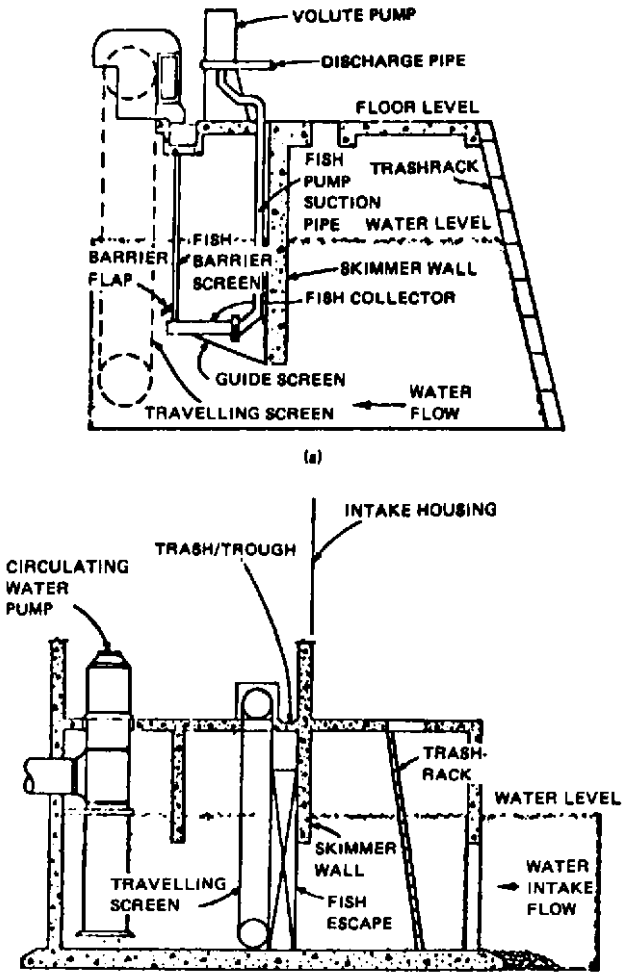 VOLUTE PUMP
DISCHARGE PIPE
FLOOR LEVEL
FISH
PUMP
SUCTION
PIPE
TRASHRACK
WATER LEVEL
BARRIER
FLAP
FISH
BARRIER
SCREEN
SKIMMER WALL
FISH COLLECTOR
GUIDE SCREEN
TRAVELLING SCREEN
WATER
FLOW
(a)
INTAKE HOUSING
TRASH/TROUGH
CIRCULATING
WATER
PUMP
TRASH-
RACK
WATER LEVEL
SKIMMER
WALL
TRAVELLING
SCREEN
FISH
ESCAPE
WATER
INTAKE
FLOW